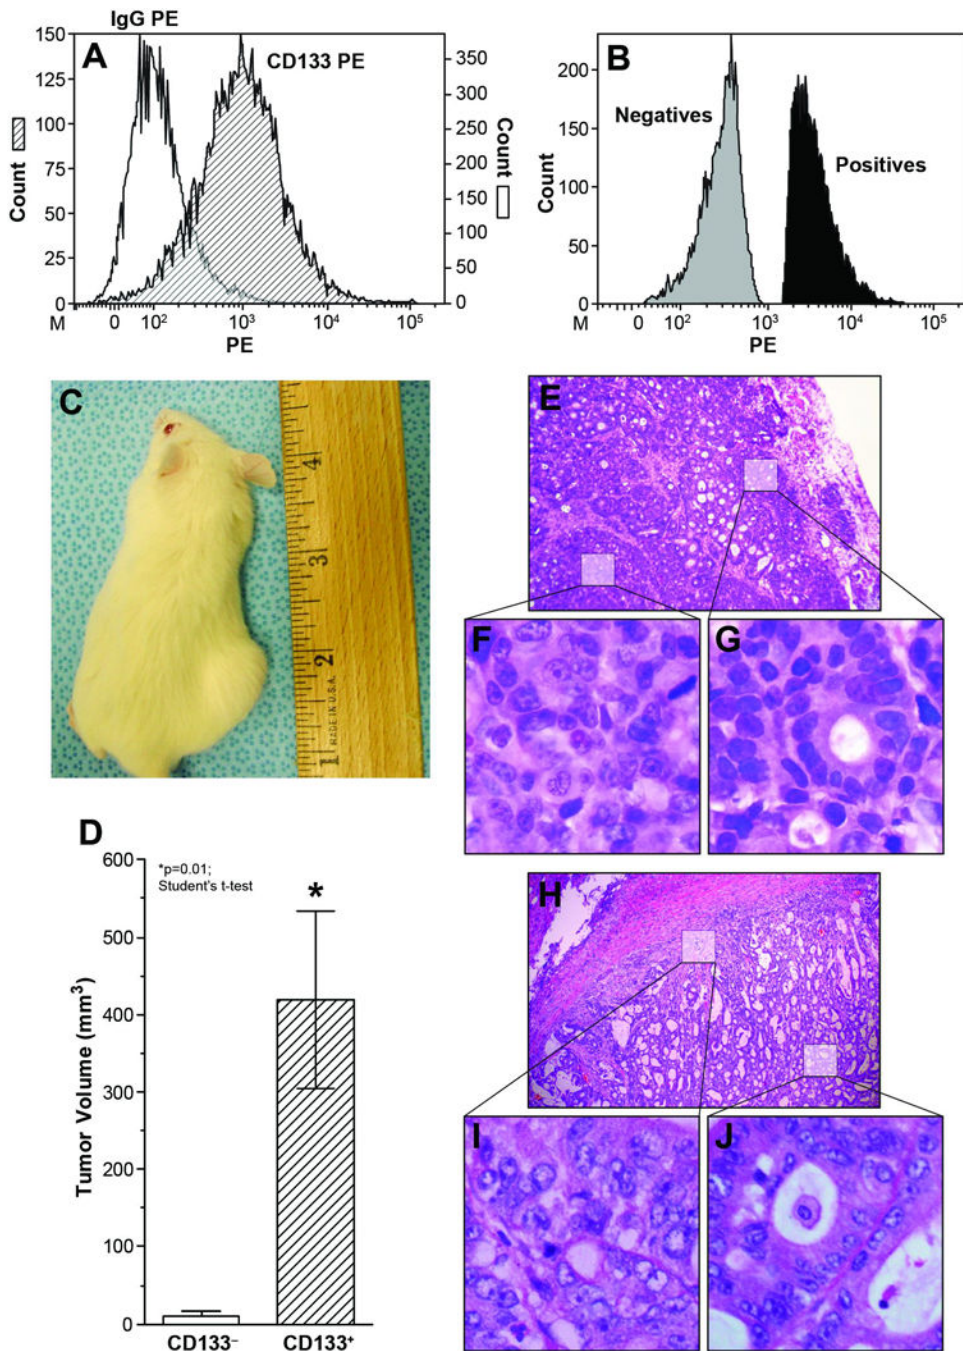 IgG PE
A
CD133 PE
150
125
100
75
50
25
0
Count
350
300
250
200
150
100
50
0
Count
M
0
10²
10³
10⁴
10⁵
PE
B
Negatives
Positives
200
150
100
50
0
Count
M
0
10²
10³
10⁴
10⁵
PE
C
4
3
2
1
MADE IN U.S.A.
D
*p=0.01;
Student's t-test
*
600
500
400
300
200
100
0
Tumor Volume (mm³)
CD133⁻
CD133⁺
E
F
G
H
I
J